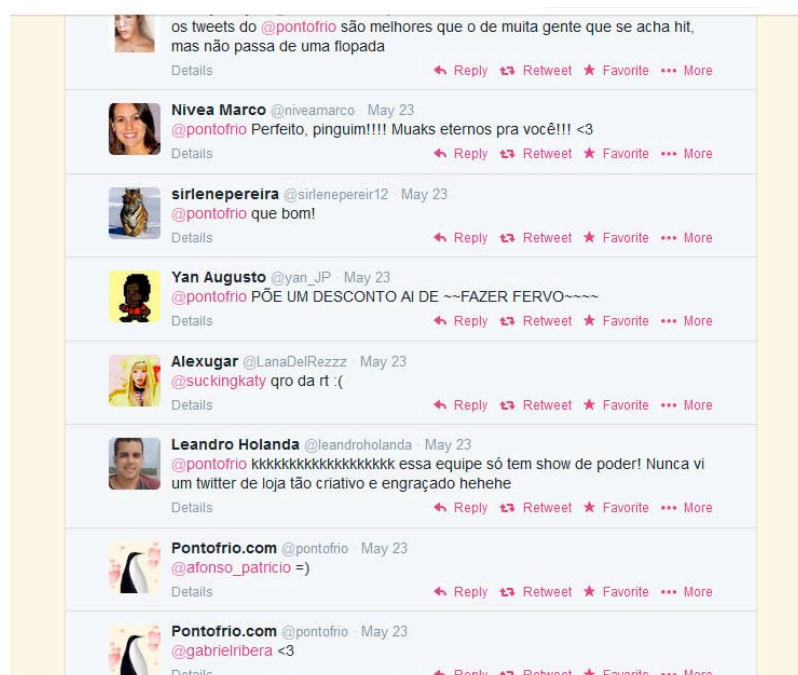 os tweets do @pontofrio são melhores que o de muita gente que se acha hit,
mas não passa de uma flopada
Details Reply Retweet Favorite More
Nivea Marco @niveamarco · May 23
@pontofrio Perfeito, pinguim!!!! Muaks eternos pra você!!! <3
Details Reply Retweet Favorite More
sirlenepereira @sirlenepereir12 · May 23
@pontofrio que bom!
Details Reply Retweet Favorite More
Yan Augusto @yan_JP · May 23
@pontofrio PÕE UM DESCONTO AI DE ~~FAZER FERVO~~~~
Details Reply Retweet Favorite More
Alexugar @LanaDelRezzz · May 23
@suckingkaty qro da rt :(
Details Reply Retweet Favorite More
Leandro Holanda @leandroholanda · May 23
@pontofrio kkkkkkkkkkkkkkkkkkk essa equipe só tem show de poder! Nunca vi
um twitter de loja tão criativo e engraçado hehehe
Details Reply Retweet Favorite More
Pontofrio.com @pontofrio · May 23
@afonso_patricio =)
Details Reply Retweet Favorite More
Pontofrio.com @pontofrio · May 23
@gabrielribera <3
Details Reply Retweet Favorite More